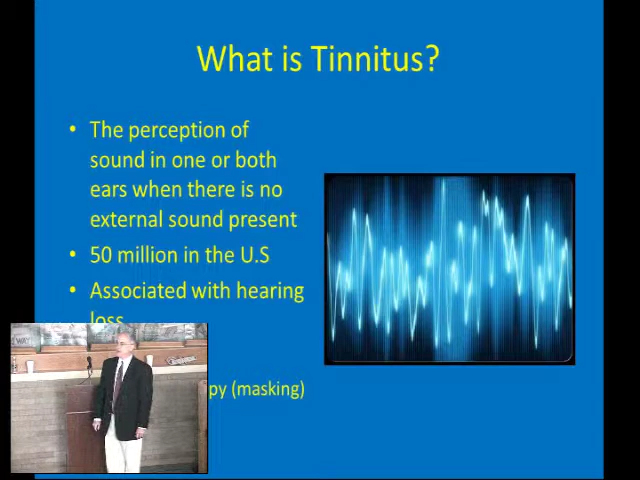 What is Tinnitus?
• The perception of
sound in one or both
ears when there is no
external sound present
• 50 million in the U.S
• Associated with hearing
loss
(masking)